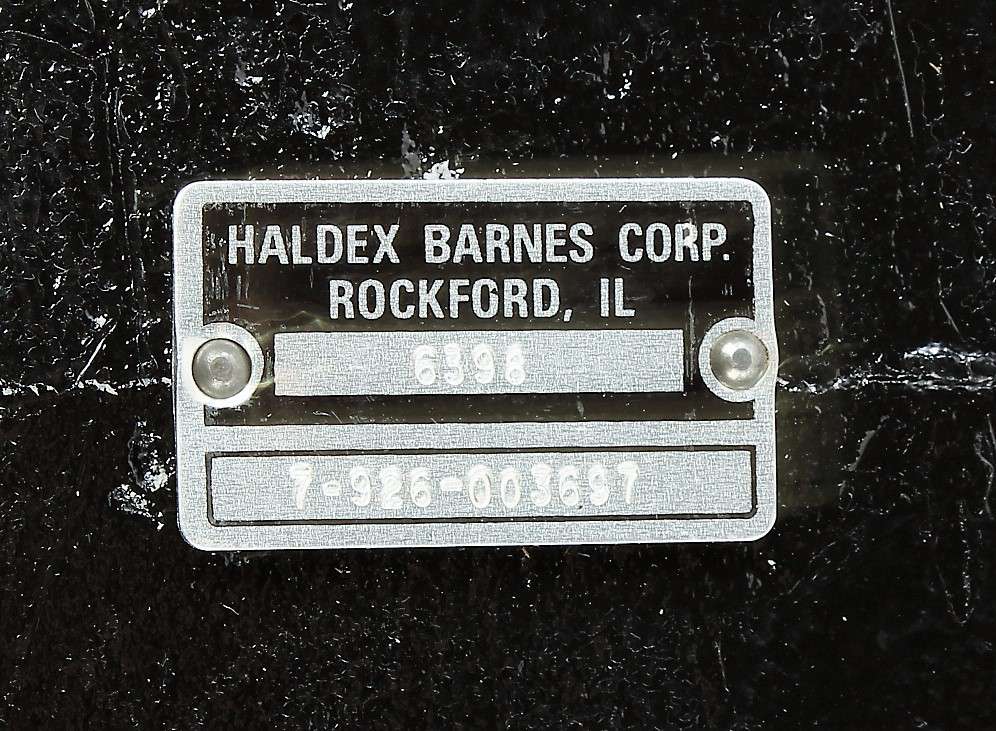 HALDEX BARNES CORP.
ROCKFORD, IL
6396
7-926-003697